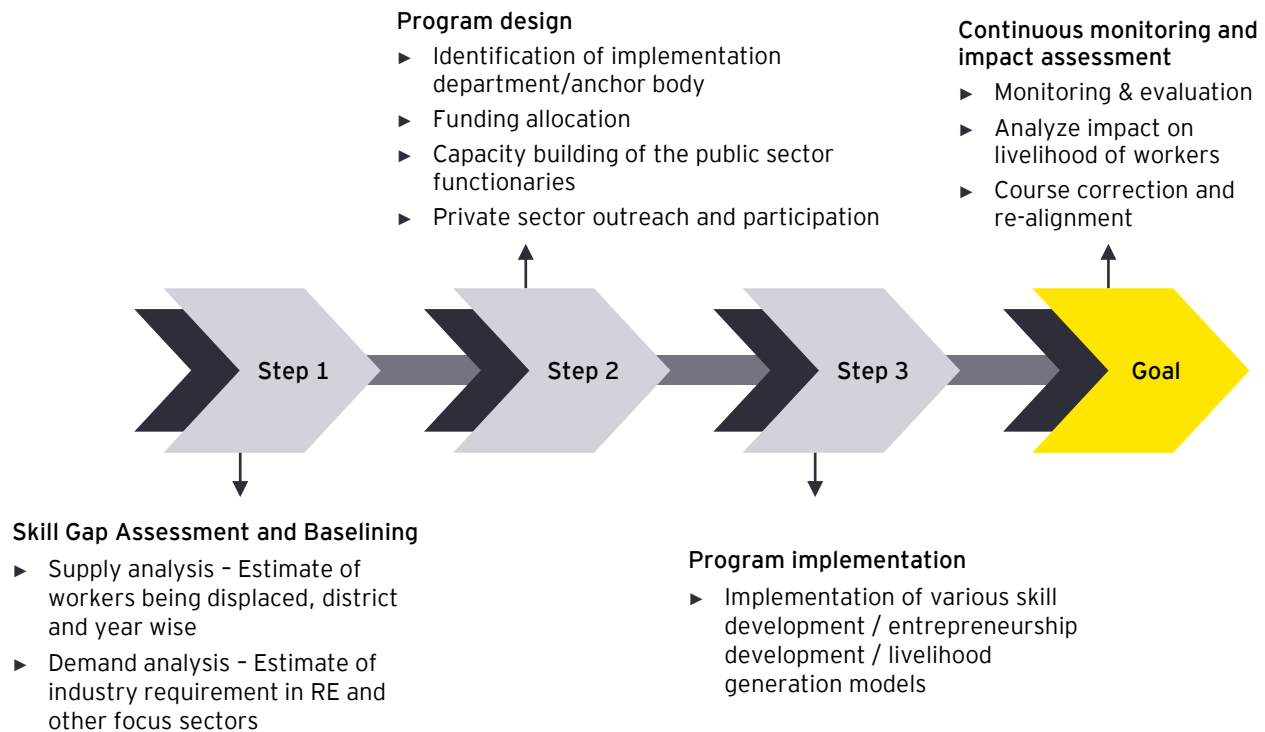 Program design
► Identification of implementation
department/anchor body
► Funding allocation
► Capacity building of the public sector
functionaries
► Private sector outreach and participation
Continuous monitoring and
impact assessment
► Monitoring & evaluation
► Analyze impact on
livelihood of workers
► Course correction and
re-alignment
Step 1
Step 2
Step 3
Goal
Skill Gap Assessment and Baselining
► Supply analysis – Estimate of
workers being displaced, district
and year wise
► Demand analysis – Estimate of
industry requirement in RE and
other focus sectors
Program implementation
► Implementation of various skill
development / entrepreneurship
development / livelihood
generation models